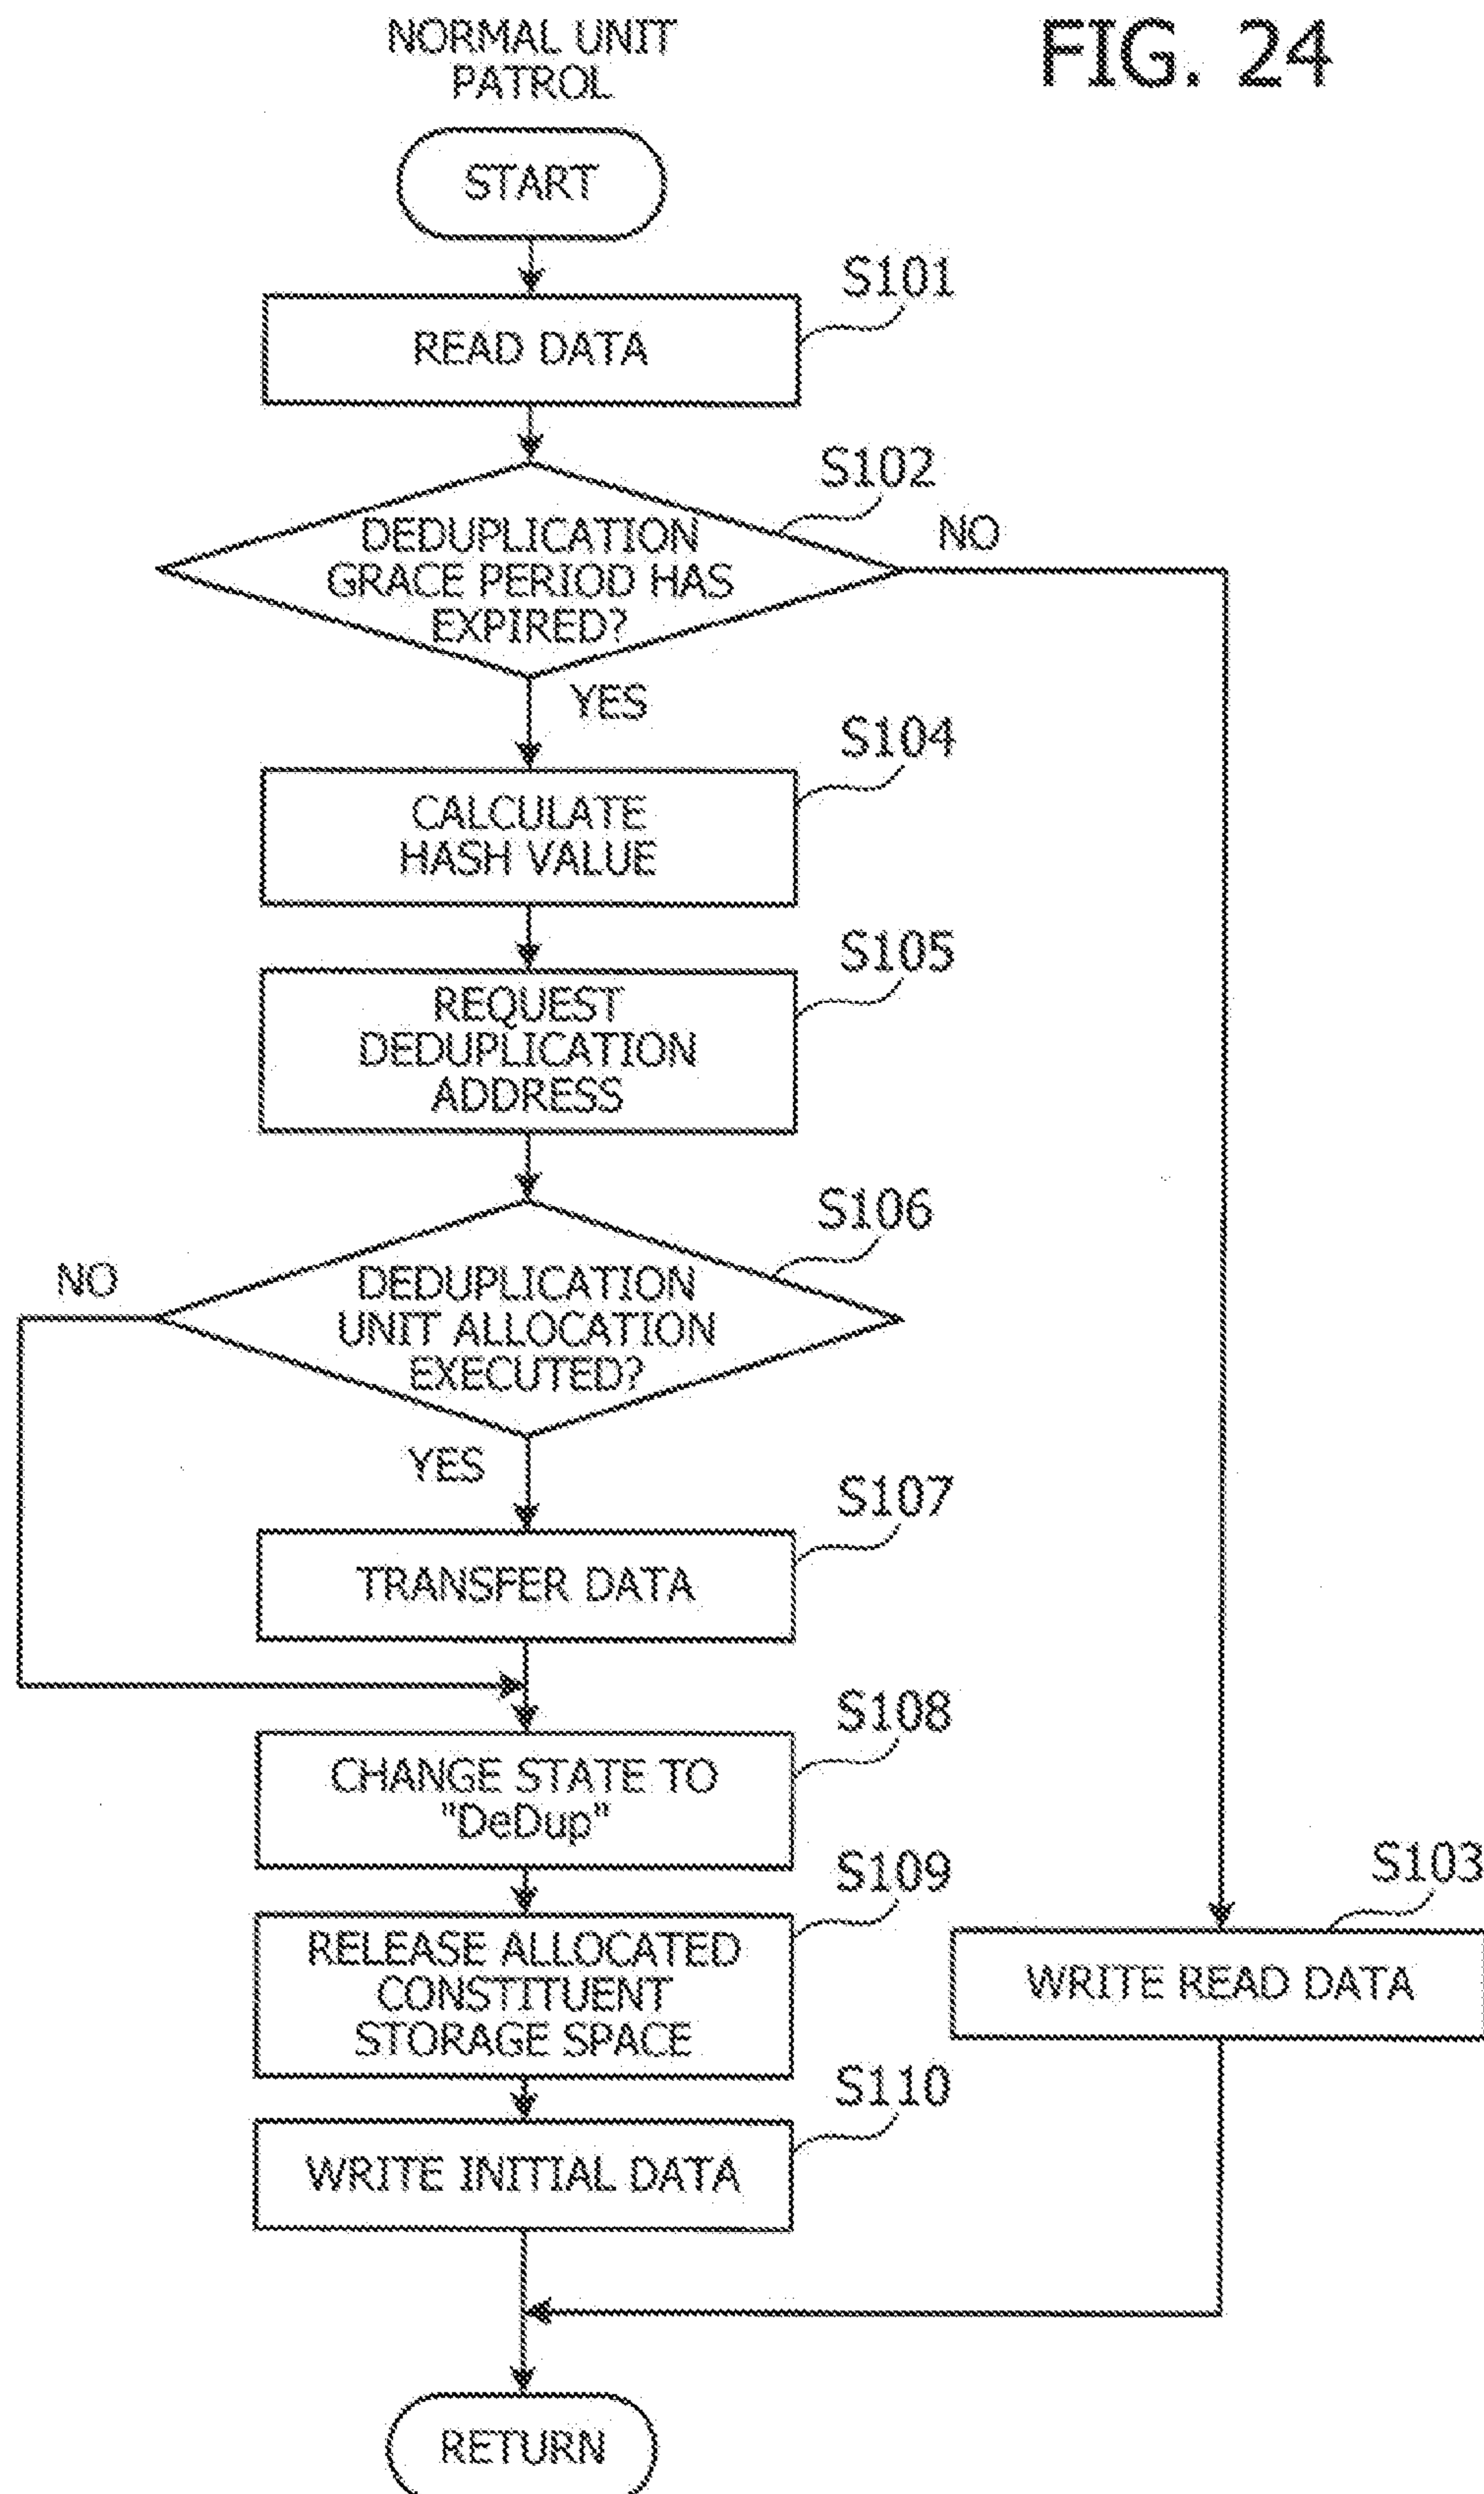 NORMAL UNIT
PATROL
FIG. 24
START
S101
READ DATA
S102
DEDUPLICATION
GRACE PERIOD HAS
EXPIRED?
NO
YES
S104
CALCULATE
HASH VALUE
S105
REQUEST
DEDUPLICATION
ADDRESS
S106
NO
DEDUPLICATION
UNIT ALLOCATION
EXECUTED?
YES
S107
TRANSFER DATA
S108
CHANGE STATE TO
"DeDup"
S109
RELEASE ALLOCATED
CONSTITUENT
STORAGE SPACE
S103
WRITE READ DATA
S110
WRITE INITIAL DATA
RETURN